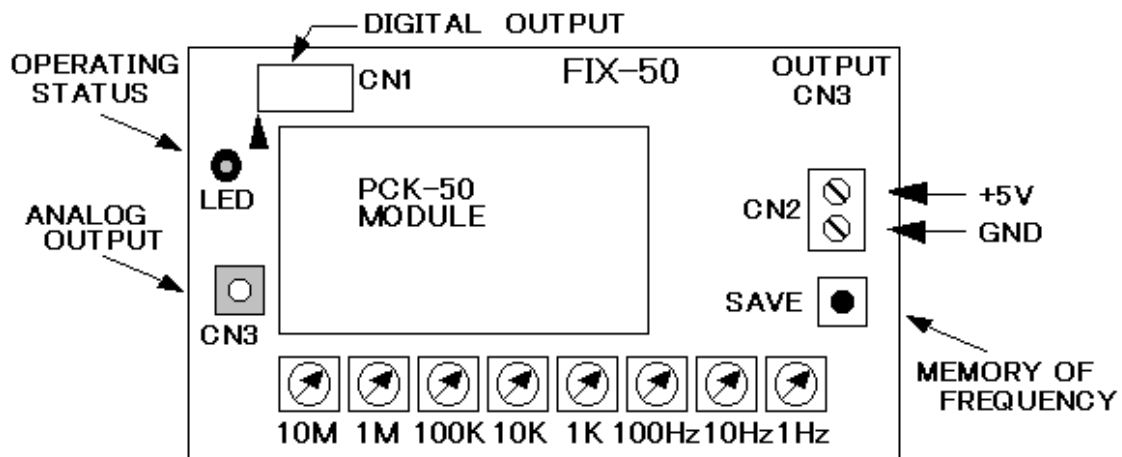 DIGITAL OUTPUT
OPERATING
STATUS
CN1
FIX-50
OUTPUT
CN3
LED
PCK-50
MODULE
ANALOG
OUTPUT
CN3
CN2
+5V
GND
SAVE
MEMORY OF
FREQUENCY
10M 1M 100K 10K 1K 100Hz 10Hz 1Hz